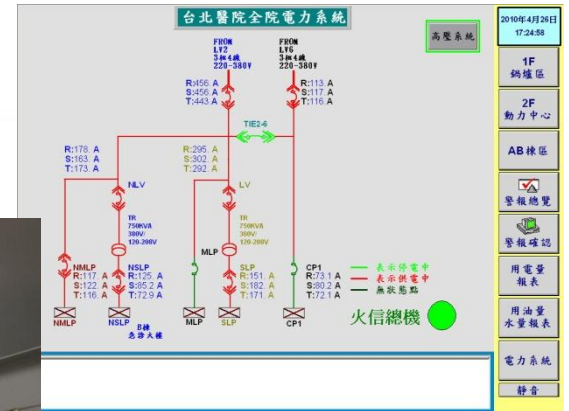 台北醫院全院電力系統
高壓系統
2010年4月26日
17:24:58
FROM
LV2
3相4線
220-380V
FROM
LV6
3相4線
220-380V
R:456 A
S:456 A
T:443 A
R:113 A
S:117 A
T:116 A
TIE2-6
R:178 A
S:163 A
T:173 A
R:295 A
S:302 A
T:292 A
NLV
LV
TR
750KVA
380V/
120-208V
TR
750KVA
380V/
120-208V
MLP
NMLP
R:117 A
S:122 A
T:116 A
NSLP
R:125 A
S:85.2 A
T:72.9 A
SLP
R:151 A
S:182 A
T:171 A
CP1
R:73.1 A
S:80.2 A
T:72.1 A
表示停電中
表示供電中
無狀態點
NMLP
NSLP
B棟
急診大樓
MLP
SLP
CP1
火信總機
1F
鍋爐區
2F
動力中心
AB棟區
警報總覽
警報確認
用電量
報表
用油量
水量報表
電力系統
靜音